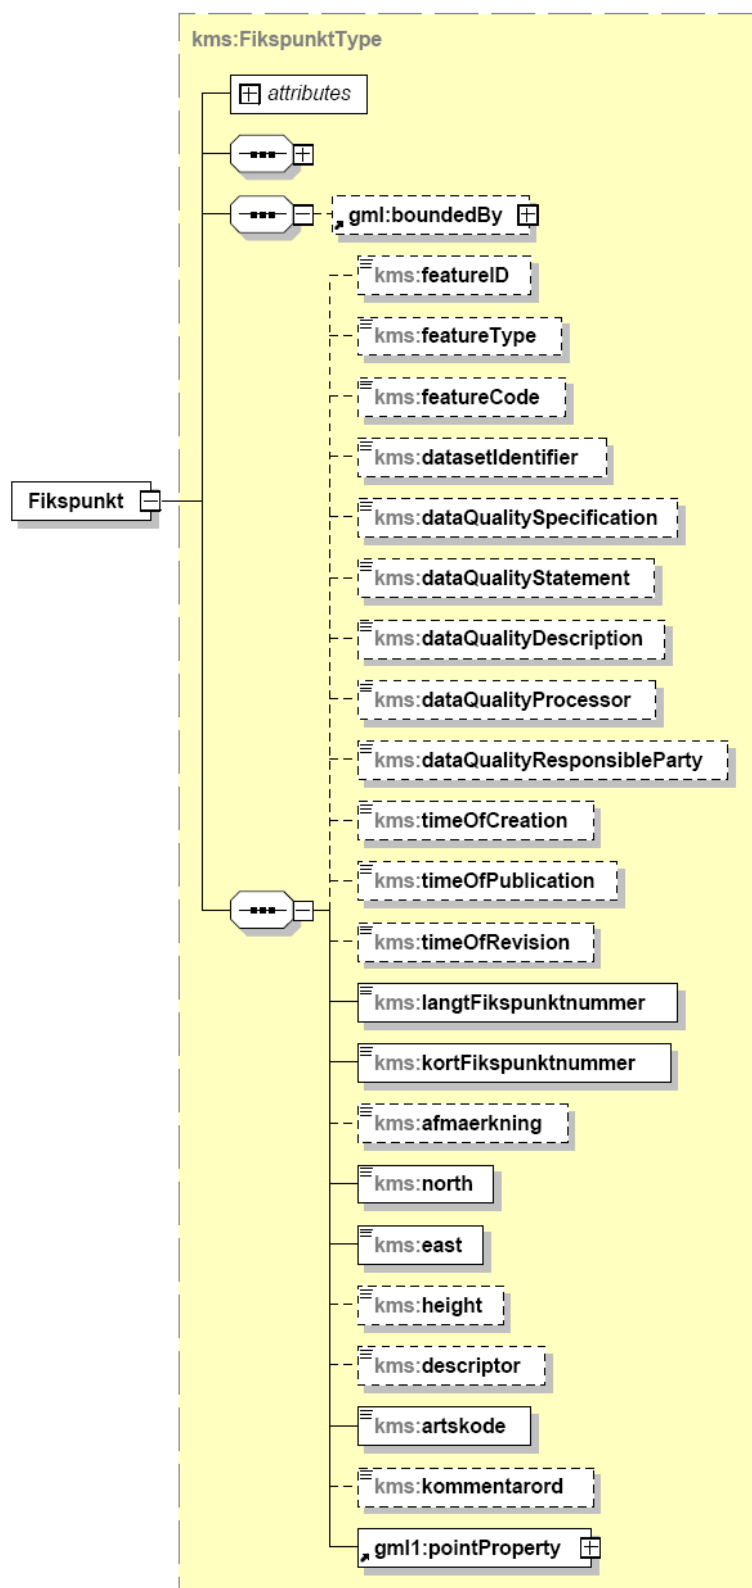 kms:FikspunktType
attributes
gml:boundedBy
kms:featureID
kms:featureType
kms:featureCode
kms:datasetIdentifier
Fikspunkt
kms:dataQualitySpecification
kms:dataQualityStatement
kms:dataQualityDescription
kms:dataQualityProcessor
kms:dataQualityResponsibleParty
kms:timeOfCreation
kms:timeOfPublication
kms:timeOfRevision
kms:langtFikspunktnummer
kms:kortFikspunktnummer
kms:afmaerkning
kms:north
kms:east
kms:height
kms:descriptor
kms:artskode
kms:kommentarord
gml1:pointProperty